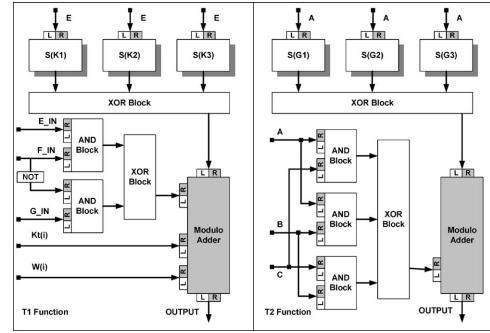 E E E
L R L R L R
S(K1) S(K2) S(K3)
XOR Block
E_IN
R
L
AND
Block
F_IN
R
L
NOT
XOR
Block
R
L
AND
Block
G_IN
R
L
L R
R
L
Modulo
Adder
Kt(i)
R
L
W(i)
R
L
L R
T1 Function
OUTPUT
A A A
L R L R L R
S(G1) S(G2) S(G3)
XOR Block
A
R
L
AND
Block
R
L
R
L
AND
Block
XOR
Block
B
R
L
L R
Modulo
Adder
C
R
L
AND
Block
R
L
R
L
L R
T2 Function
OUTPUT